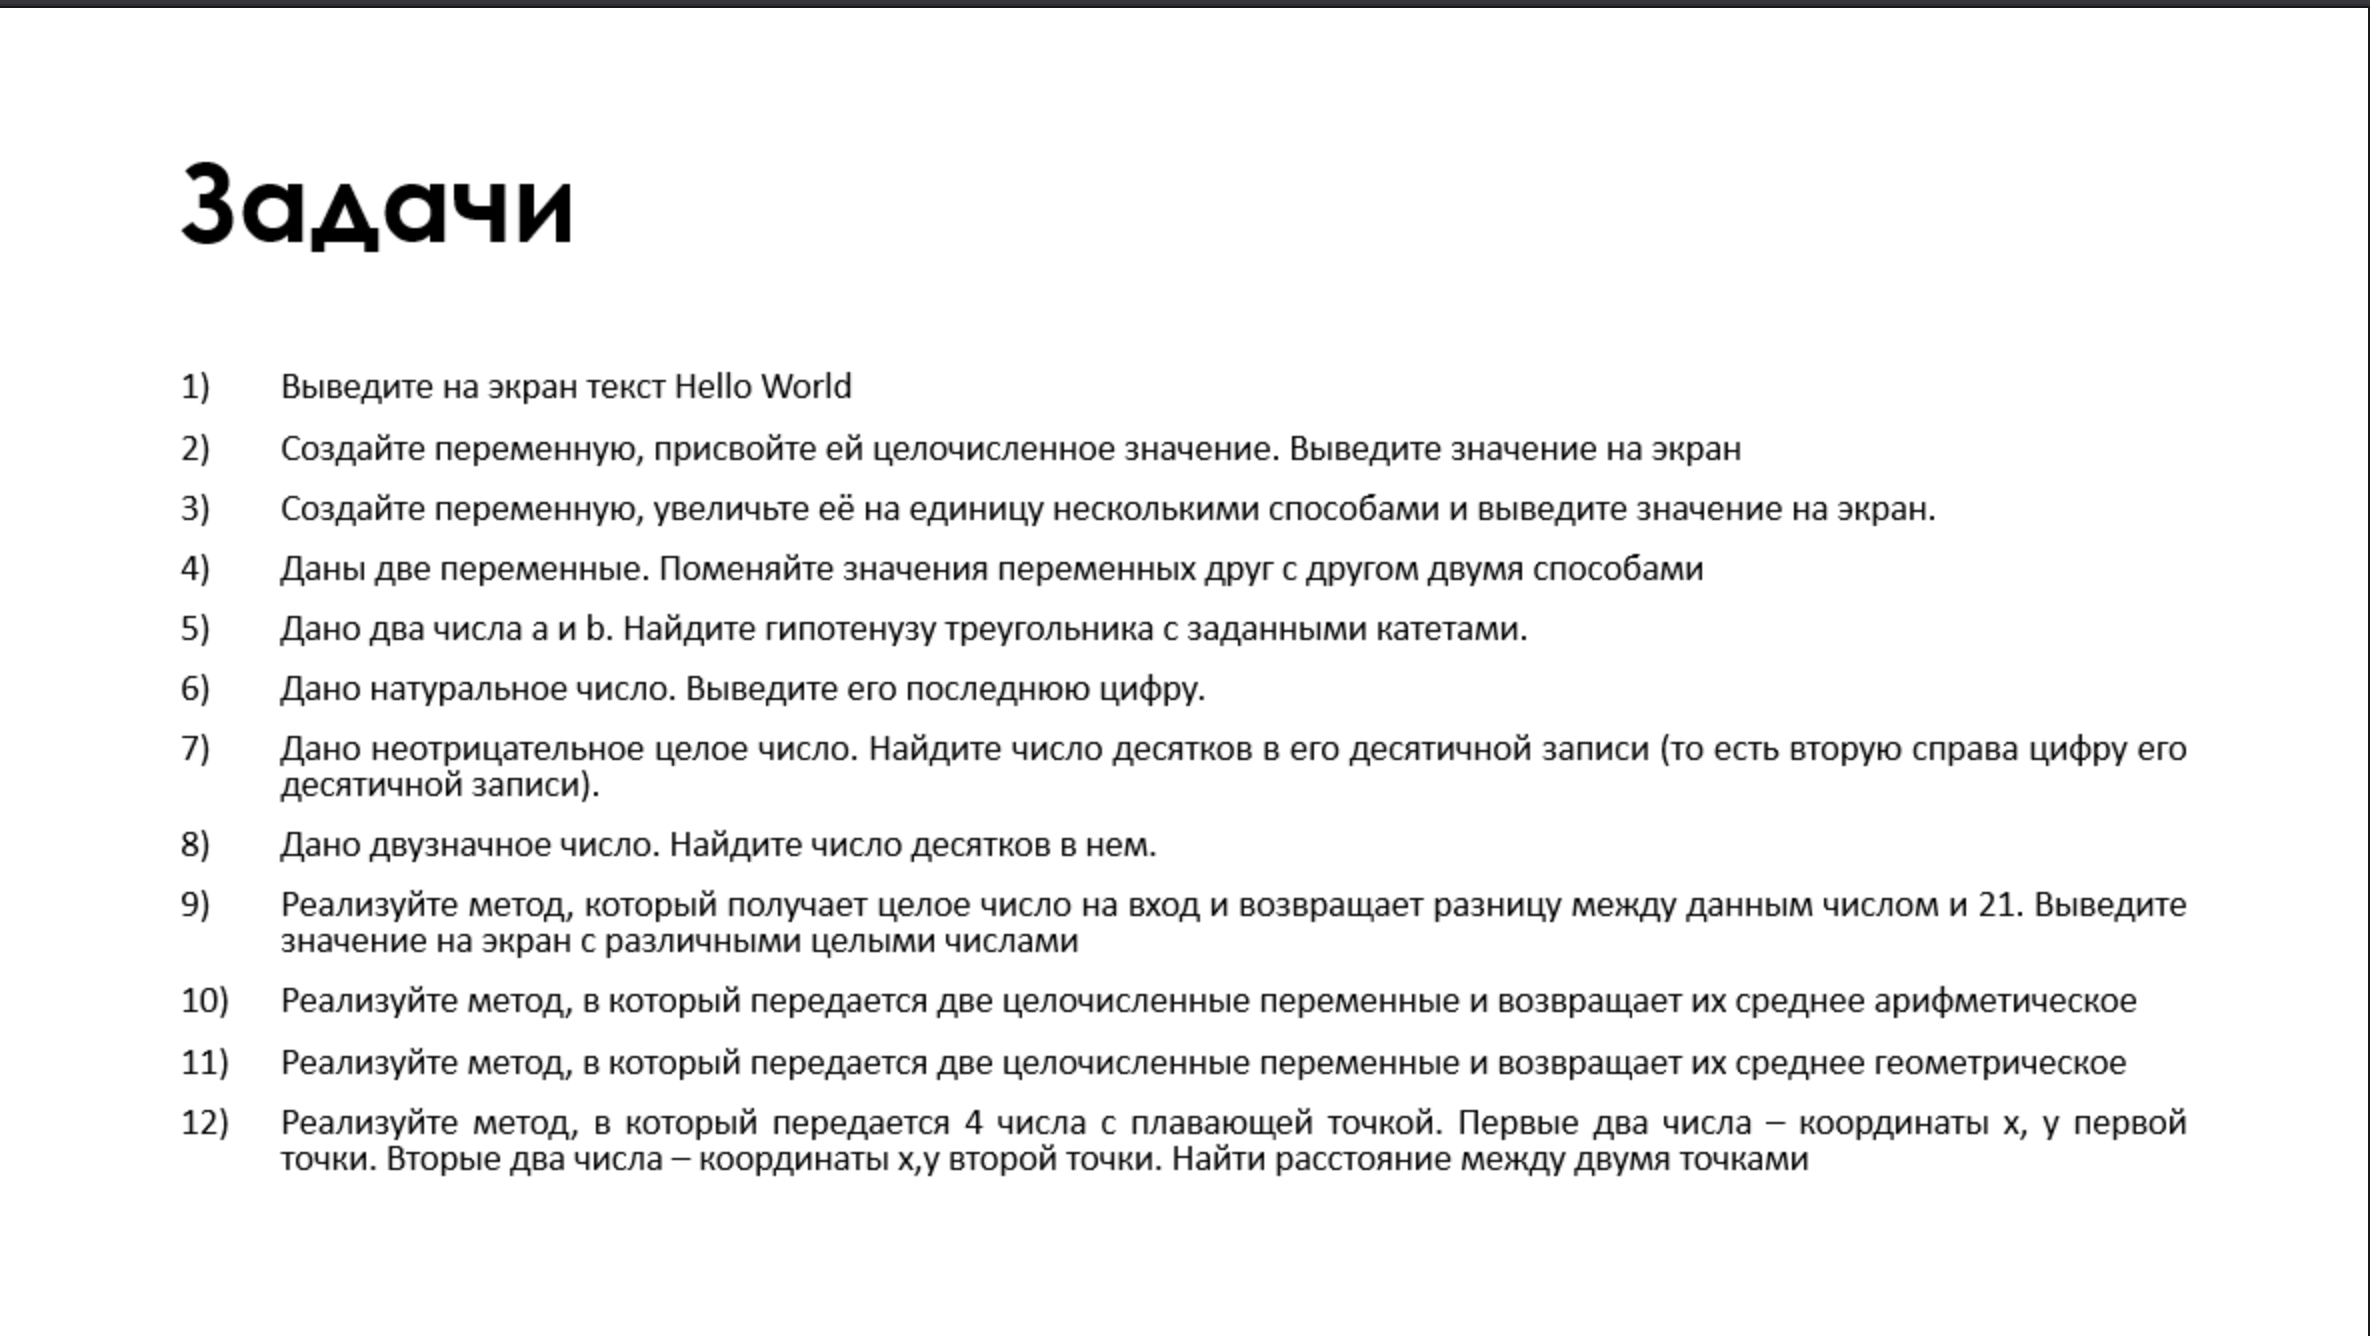 Задачи
1) Выведите на экран текст Hello World
2) Создайте переменную, присвойте ей целочисленное значение. Выведите значение на экран
3) Создайте переменную, увеличьте её на единицу несколькими способами и выведите значение на экран.
4) Даны две переменные. Поменяйте значения переменных друг с другом двумя способами
5) Дано два числа a и b. Найдите гипотенузу треугольника с заданными катетами.
6) Дано натуральное число. Выведите его последнюю цифру.
7) Дано неотрицательное целое число. Найдите число десятков в его десятичной записи (то есть вторую справа цифру его
десятичной записи).
8) Дано двузначное число. Найдите число десятков в нем.
9) Реализуйте метод, который получает целое число на вход и возвращает разницу между данным числом и 21. Выведите
значение на экран с различными целыми числами
10) Реализуйте метод, в который передается две целочисленные переменные и возвращает их среднее арифметическое
11) Реализуйте метод, в который передается две целочисленные переменные и возвращает их среднее геометрическое
12) Реализуйте метод, в который передается 4 числа с плавающей точкой. Первые два числа – координаты x, y первой
точки. Вторые два числа – координаты x,y второй точки. Найти расстояние между двумя точками